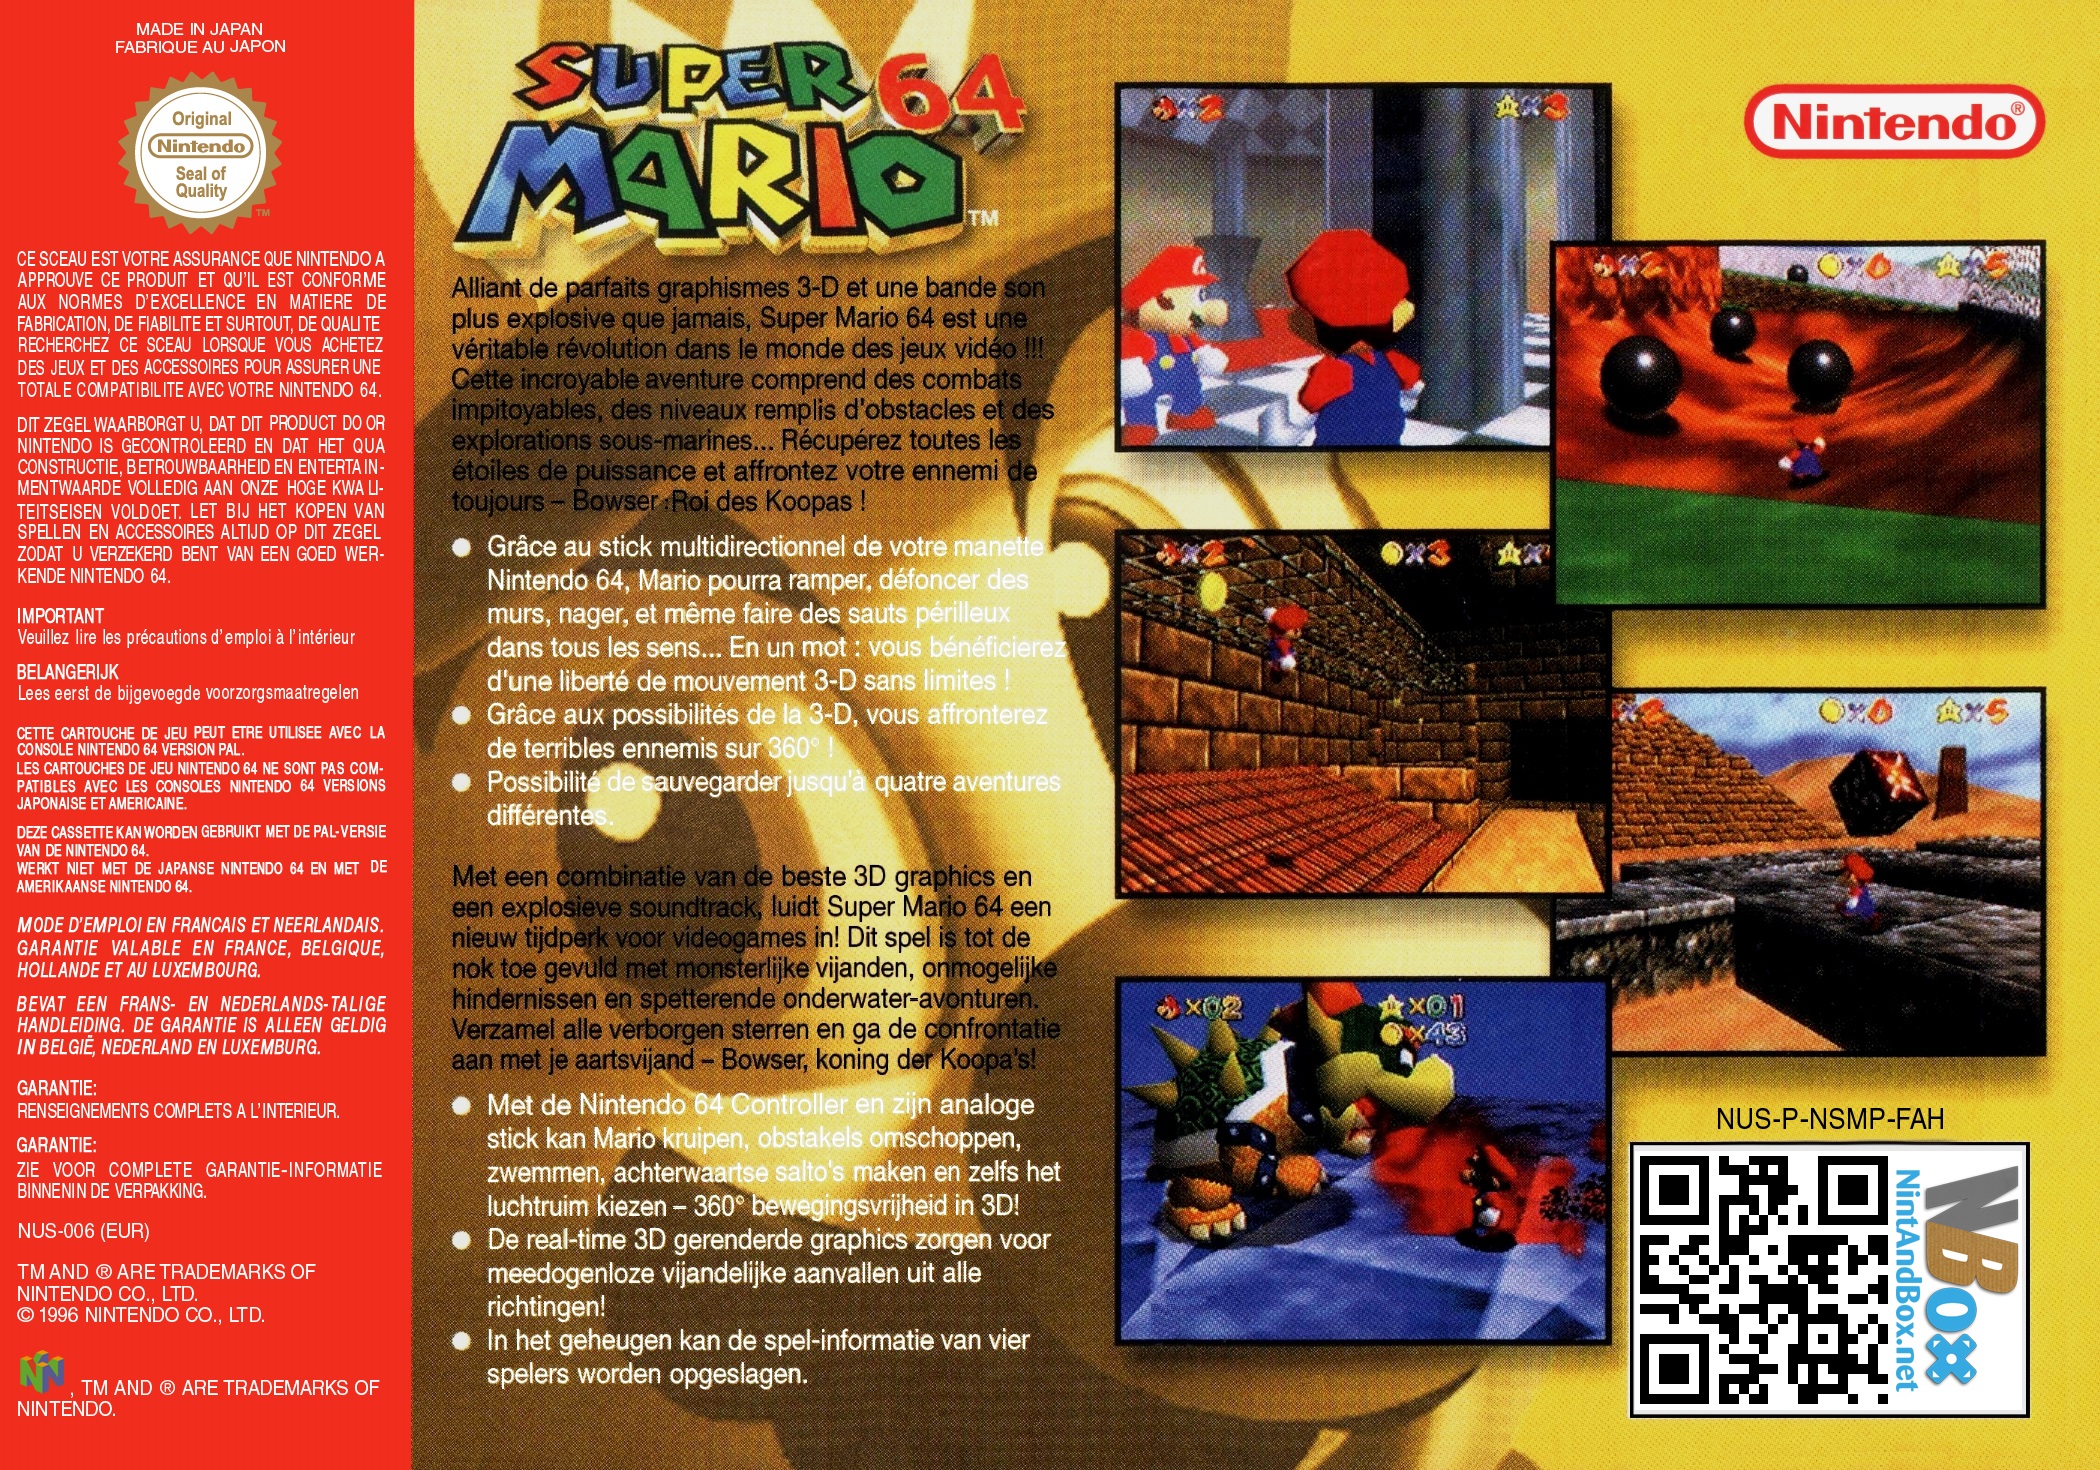 MADE IN JAPAN
FABRIQUE AU JAPON
Original
Nintendo
Seal of
Quality
TM
CE SCEAU EST VOTRE ASSURANCE QUE NINTENDO A
APPROUVE CE PRODUIT ET QU'IL EST CONFORME
AUX NORMES D'EXCELLENCE EN MATIERE DE
FABRICATION, DE FIABILITE ET SURTOUT, DE QUALITE
RECHERCHEZ CE SCEAU LORSQUE VOUS ACHETEZ
DES JEUX ET DES ACCESSOIRES POUR ASSURER UNE
TOTALE COMPATIBILITE AVEC VOTRE NINTENDO 64.
DIT ZEGEL WAARBORGT U, DAT DIT PRODUCT DOOR
NINTENDO IS GECONTROLEERD EN DAT HET QUA
CONSTRUCTIE, BETROUWBAARHEID EN ENTERTAIN-
MENTWAARDE VOLLEDIG AAN ONZE HOGE KWALI-
TEITSEISEN VOLDOET. LET BIJ HET KOPEN VAN
SPELLEN EN ACCESSOIRES ALTIJD OP DIT ZEGEL
ZODAT U VERZEKERD BENT VAN EEN GOED WER-
KENDE NINTENDO 64.
IMPORTANT
Veuillez lire les précautions d'emploi à l'intérieur
BELANGERIJK
Lees eerst de bijgevoegde voorzorgsmaatregelen
CETTE CARTOUCHE DE JEU PEUT ETRE UTILISEE AVEC LA
CONSOLE NINTENDO 64 VERSION PAL.
LES CARTOUCHES DE JEU NINTENDO 64 NE SONT PAS COM-
PATIBLES AVEC LES CONSOLES NINTENDO 64 VERSIONS
JAPONAISE ET AMERICAINE.
DEZE CASSETTE KAN WORDEN GEBRUIKT MET DE PAL-VERSIE
VAN DE NINTENDO 64.
WERKT NIET MET DE JAPANSE NINTENDO 64 EN MET DE
AMERIKAANSE NINTENDO 64.
MODE D'EMPLOI EN FRANCAIS ET NEERLANDAIS.
GARANTIE VALABLE EN FRANCE, BELGIQUE,
HOLLANDE ET AU LUXEMBOURG.
BEVAT EEN FRANS- EN NEDERLANDS-TALIGE
HANDLEIDING. DE GARANTIE IS ALLEEN GELDIG
IN BELGIË, NEDERLAND EN LUXEMBURG.
GARANTIE:
RENSEIGNEMENTS COMPLETS A L'INTERIEUR.
GARANTIE:
ZIE VOOR COMPLETE GARANTIE-INFORMATIE
BINNENIN DE VERPAKKING.
NUS-006 (EUR)
TM AND ® ARE TRADEMARKS OF
NINTENDO CO., LTD.
© 1996 NINTENDO CO., LTD.
, TM AND ® ARE TRADEMARKS OF
NINTENDO.
SUPER
MARIO 64
TM
Alliant de parfaits graphismes 3-D et une bande son
plus explosive que jamais, Super Mario 64 est une
véritable révolution dans le monde des jeux vidéo !!!
Cette incroyable aventure comprend des combats
impitoyables, des niveaux remplis d'obstacles et des
explorations sous-marines... Récupérez toutes les
étoiles de puissance et affrontez votre ennemi de
toujours – Bowser : Roi des Koopas !
● Grâce au stick multidirectionnel de votre manette
Nintendo 64, Mario pourra ramper, défoncer des
murs, nager, et même faire des sauts périlleux
dans tous les sens... En un mot : vous bénéficierez
d'une liberté de mouvement 3-D sans limites !
● Grâce aux possibilités de la 3-D, vous affronterez
de terribles ennemis sur 360° !
● Possibilité de sauvegarder jusqu'à quatre aventures
différentes.
Met een combinatie van de beste 3D graphics en
een explosieve soundtrack, luidt Super Mario 64 een
nieuw tijdperk voor videogames in! Dit spel is tot de
nok toe gevuld met monsterlijke vijanden, onmogelijke
hindernissen en spetterende onderwater-avonturen.
Verzamel alle verborgen sterren en ga de confrontatie
aan met je aartsvijand – Bowser, koning der Koopa's!
● Met de Nintendo 64 Controller en zijn analoge
stick kan Mario kruipen, obstakels omschoppen,
zwemmen, achterwaartse salto's maken en zelfs het
luchtruim kiezen – 360° bewegingsvrijheid in 3D!
● De real-time 3D gerenderde graphics zorgen voor
meedogenloze vijandelijke aanvallen uit alle
richtingen!
● In het geheugen kan de spel-informatie van vier
spelers worden opgeslagen.
×2 ×3
Nintendo®
×2 ×6 ×5
×2 ×3 ×
×2 ×6 ×5
×02 ×01
×43
NUS-P-NSMP-FAH
NintAndBox.net
NBOX